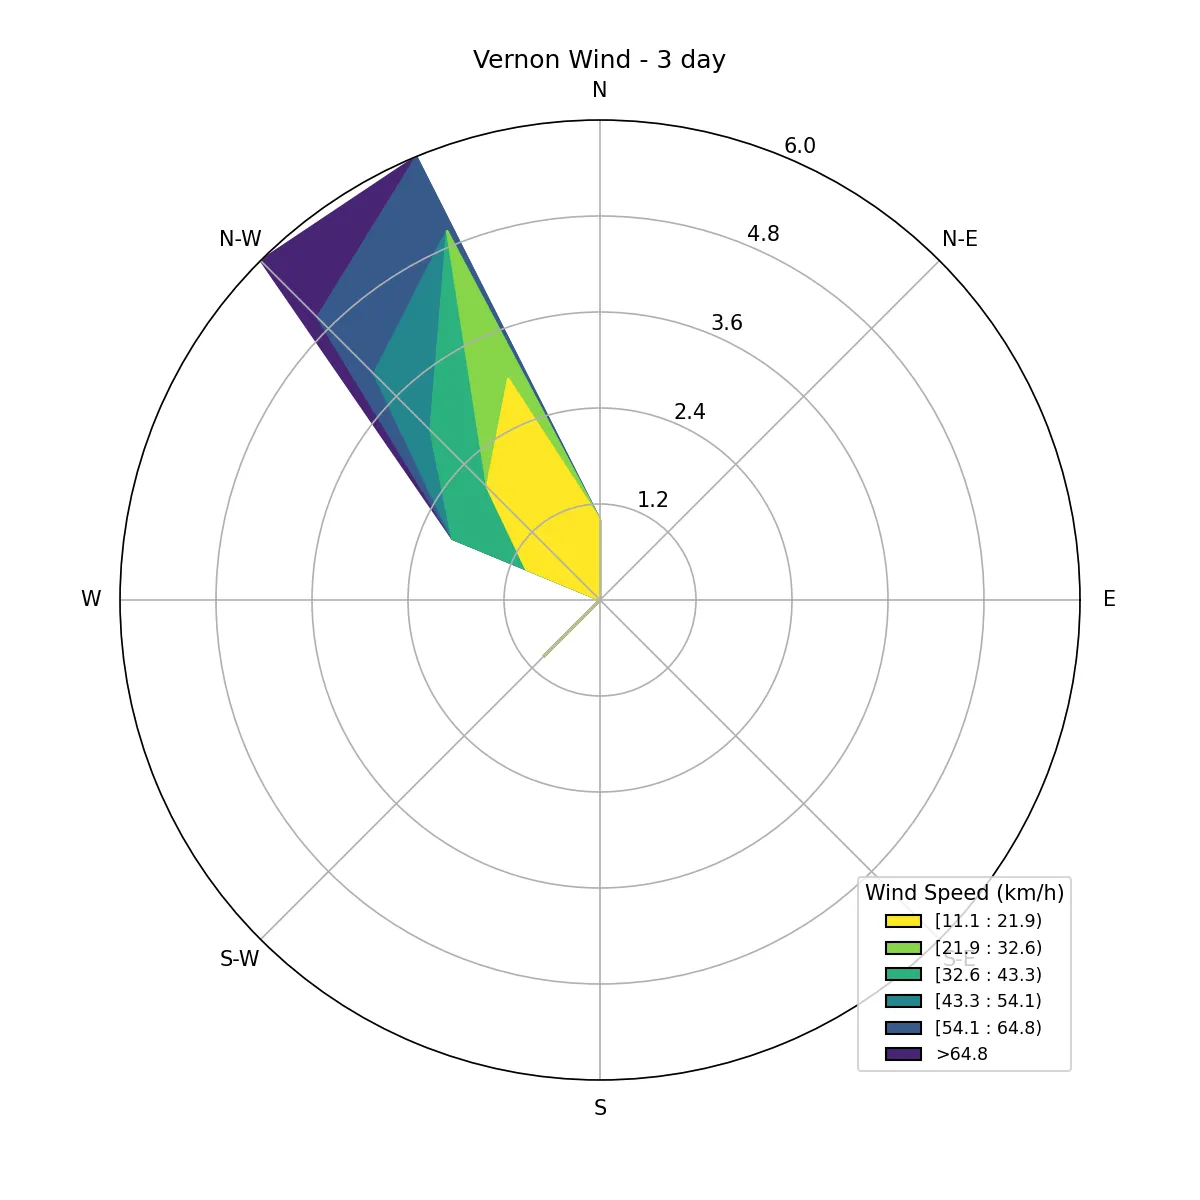 Vernon Wind - 3 day
N
6.0
N-W
4.8
N-E
3.6
2.4
1.2
W
E
S-W
S-E
S
Wind Speed (km/h)
[11.1 : 21.9)
[21.9 : 32.6)
[32.6 : 43.3)
[43.3 : 54.1)
[54.1 : 64.8)
>64.8